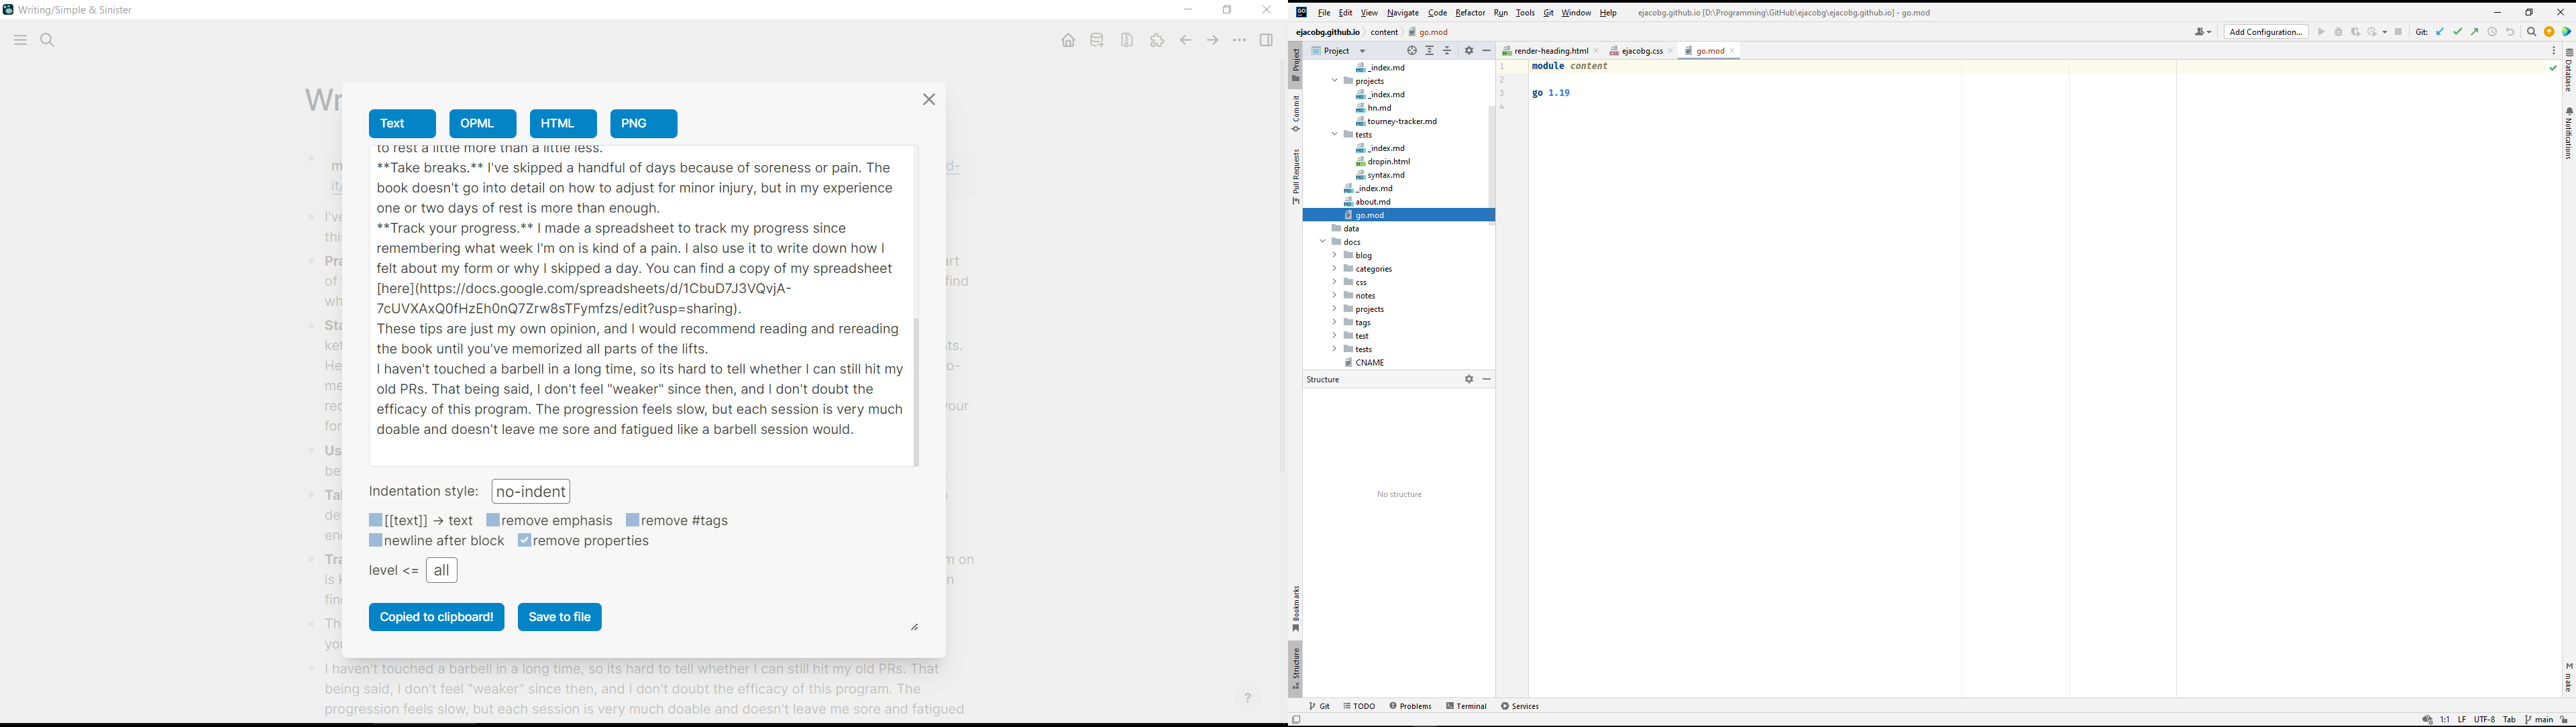 Writing/Simple & Sinister
Wr
Text OPML HTML PNG
to rest a little more than a little less.
**Take breaks.** I've skipped a handful of days because of soreness or pain. The
book doesn't go into detail on how to adjust for minor injury, but in my experience
one or two days of rest is more than enough.
**Track your progress.** I made a spreadsheet to track my progress since
remembering what week I'm on is kind of a pain. I also use it to write down how I
felt about my form or why I skipped a day. You can find a copy of my spreadsheet
[here](https://docs.google.com/spreadsheets/d/1CbuD7J3VQvjA-
7cUVXAxQ0fHzEh0nQ7Zrw8sTFymfzs/edit?usp=sharing).
These tips are just my own opinion, and I would recommend reading and rereading
the book until you've memorized all parts of the lifts.
I haven't touched a barbell in a long time, so its hard to tell whether I can still hit my
old PRs. That being said, I don't feel "weaker" since then, and I don't doubt the
efficacy of this program. The progression feels slow, but each session is very much
doable and doesn't leave me sore and fatigued like a barbell session would.
Indentation style: no-indent
[[text]] → text remove emphasis remove #tags
newline after block remove properties
level <= all
Copied to clipboard! Save to file
I haven't touched a barbell in a long time, so its hard to tell whether I can still hit my old PRs. That
being said, I don't feel "weaker" since then, and I don't doubt the efficacy of this program. The
progression feels slow, but each session is very much doable and doesn't leave me sore and fatigued
?
GO File Edit View Navigate Code Refactor Run Tools Git Window Help ejacobg.github.io [D:\Programming\GitHub\ejacobg\ejacobg.github.io] - go.mod
ejacobg.github.io content go.mod
Add Configuration... Git:
Project
render-heading.html ejacobg.css go.mod
_index.md
projects
_index.md
hn.md
tourney-tracker.md
tests
_index.md
dropin.html
syntax.md
_index.md
about.md
go.mod
data
docs
blog
categories
css
notes
projects
tags
test
tests
CNAME
Structure
No structure
1 module content
2
3 go 1.19
4
Project
Commit
Pull Requests
Bookmarks
Structure
Database
Notifications
M make
Git TODO Problems Terminal Services
1:1 LF UTF-8 Tab main